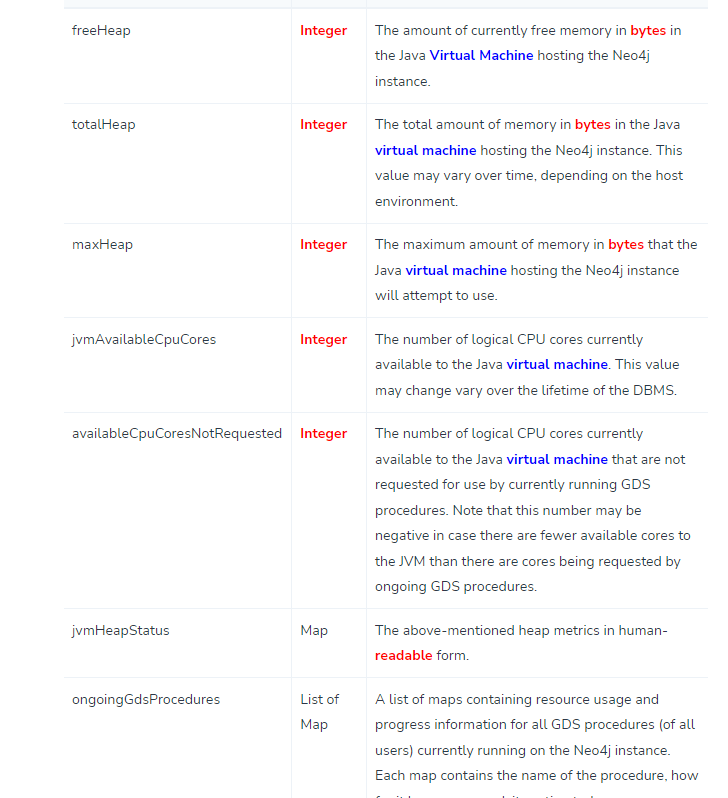 freeHeap Integer The amount of currently free memory in bytes in
the Java Virtual Machine hosting the Neo4j
instance.
totalHeap Integer The total amount of memory in bytes in the Java
virtual machine hosting the Neo4j instance. This
value may vary over time, depending on the host
environment.
maxHeap Integer The maximum amount of memory in bytes that the
Java virtual machine hosting the Neo4j instance
will attempt to use.
jvmAvailableCpuCores Integer The number of logical CPU cores currently
available to the Java virtual machine. This value
may change vary over the lifetime of the DBMS.
availableCpuCoresNotRequested Integer The number of logical CPU cores currently
available to the Java virtual machine that are not
requested for use by currently running GDS
procedures. Note that this number may be
negative in case there are fewer available cores to
the JVM than there are cores being requested by
ongoing GDS procedures.
jvmHeapStatus Map The above-mentioned heap metrics in human-
readable form.
ongoingGdsProcedures List of A list of maps containing resource usage and
Map progress information for all GDS procedures (of all
users) currently running on the Neo4j instance.
Each map contains the name of the procedure, how